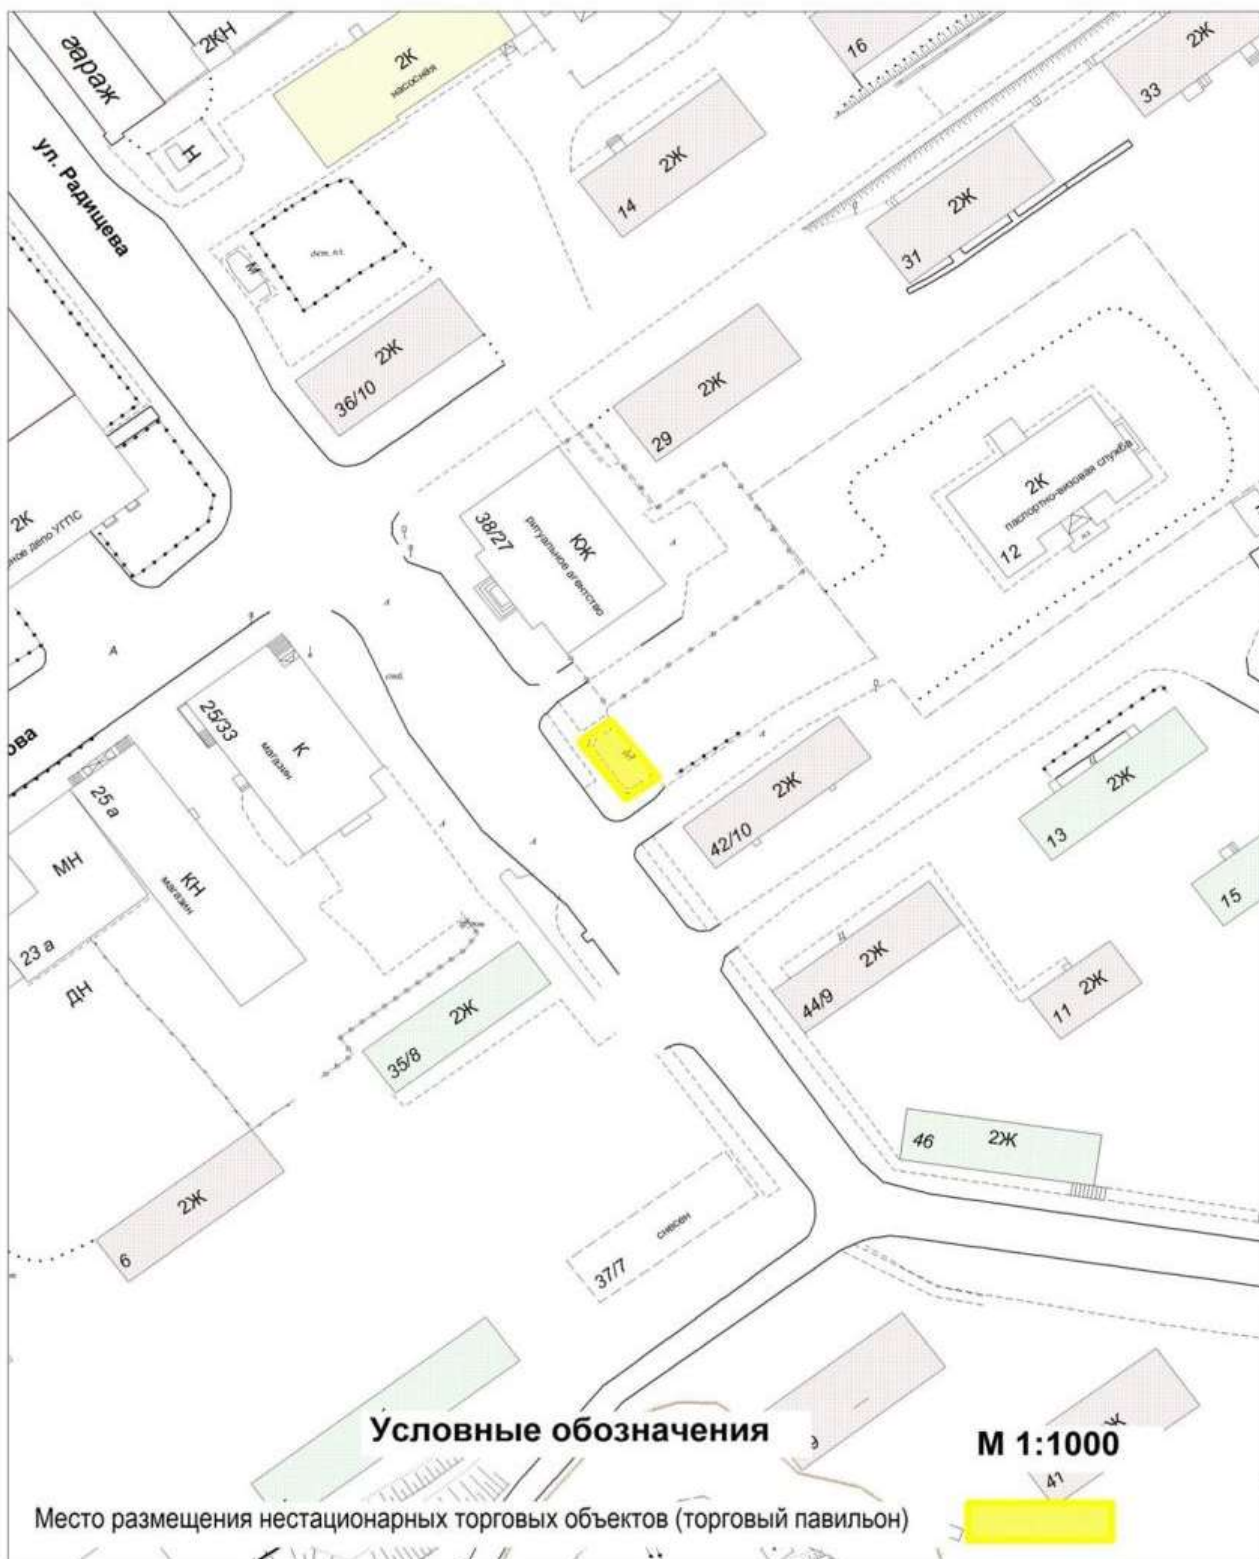 гараж
2КН
Н
2К
насосная
16
2Ж
33
ул. Радищева
14
2Ж
31
2Ж
М
дет. пл.
36/10
2Ж
29
2Ж
2К
паспортно-визовая служба
12
38/27
КЖ
ритуальное агентство
2К
А
А
25/33
К
магазин
25 а
КН
магазин
МН
23 а
ДН
42/10
2Ж
13
2Ж
15
44/9
2Ж
11
2Ж
35/8
2Ж
46
2Ж
6
2Ж
37/7
снесен
41
Условные обозначения
М 1:1000
Место размещения нестационарных торговых объектов (торговый павильон)